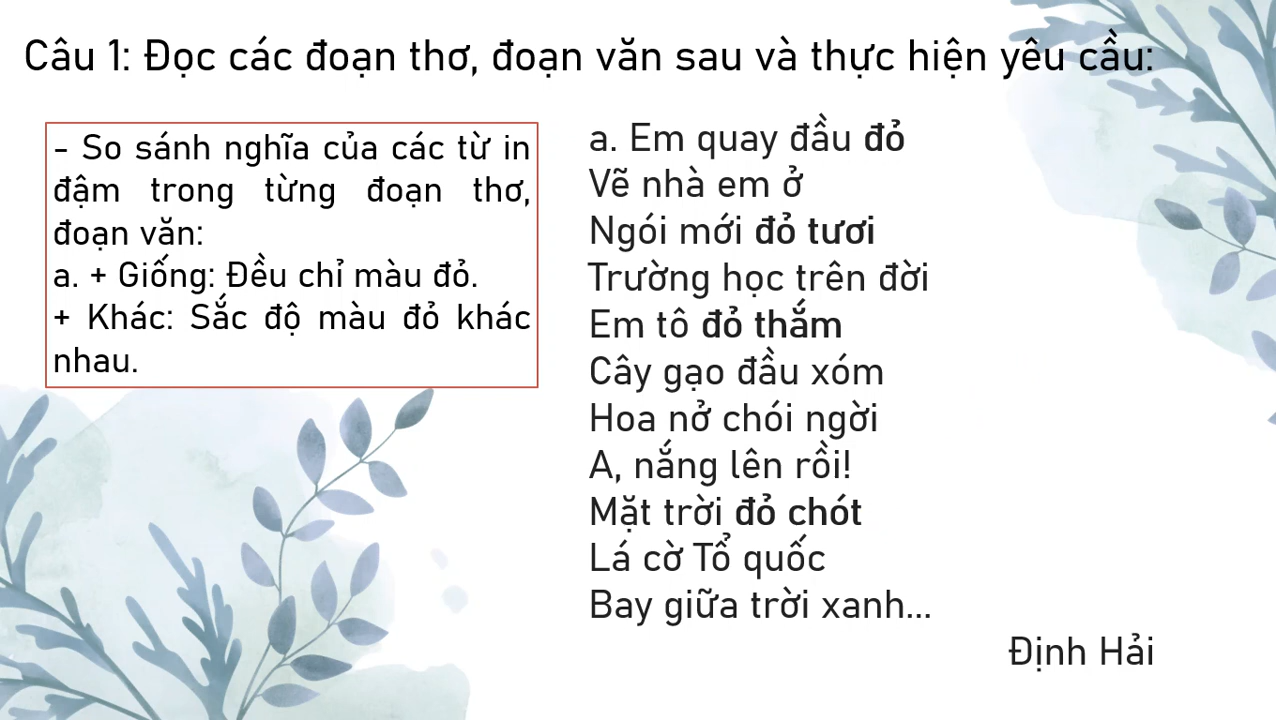 Câu 1: Đọc các đoạn thơ, đoạn văn sau và thực hiện yêu cầu:
- So sánh nghĩa của các từ in
đậm trong từng đoạn thơ,
đoạn văn:
a. + Giống: Đều chỉ màu đỏ.
+ Khác: Sắc độ màu đỏ khác
nhau.
a. Em quay đầu đỏ
Vẽ nhà em ở
Ngói mới đỏ tươi
Trường học trên đời
Em tô đỏ thắm
Cây gạo đầu xóm
Hoa nở chói ngời
A, nắng lên rồi!
Mặt trời đỏ chót
Lá cờ Tổ quốc
Bay giữa trời xanh...
Định Hải